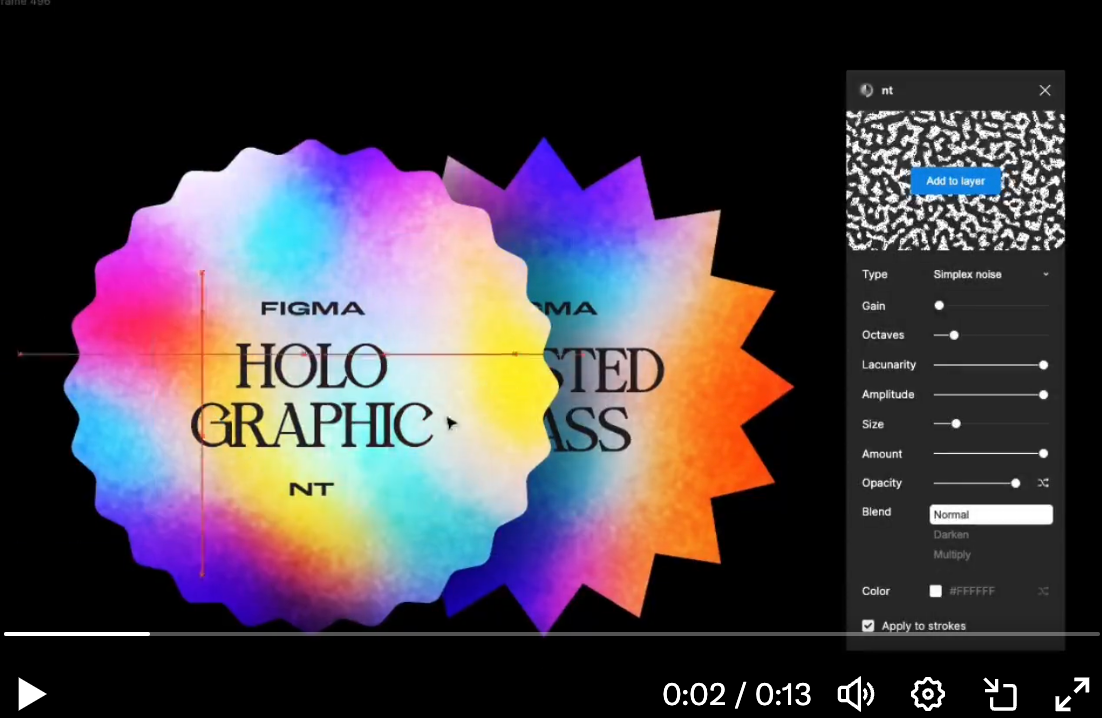 rame 496
FIGMA
HOLO
GRAPHIC
NT
MA
STED
ASS
nt
Add to layer
Type Simplex noise
Gain
Octaves
Lacunarity
Amplitude
Size
Amount
Opacity
Blend Normal
Darken
Multiply
Color #FFFFFF
Apply to strokes
0:02 / 0:13